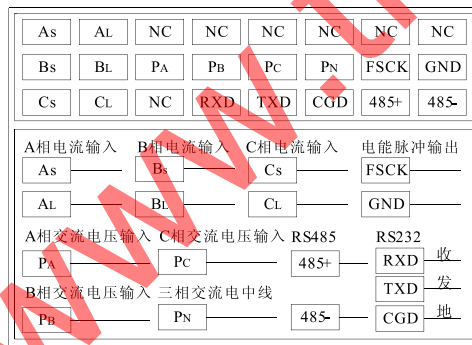 As AL NC NC NC NC NC NC
Bs BL PA PB PC PN FSCK GND
Cs CL NC RXD TXD CGD 485+ 485-
A相电流输入 B相电流输入 C相电流输入 电能脉冲输出
As Bs Cs FSCK
AL BL CL GND
A相交流电压输入 C相交流电压输入 RS485 RS232
PA PC 485+ RXD 收
TXD 发
B相交流电压输入 三相交流电中线
PB PN 485- CGD 地
www.